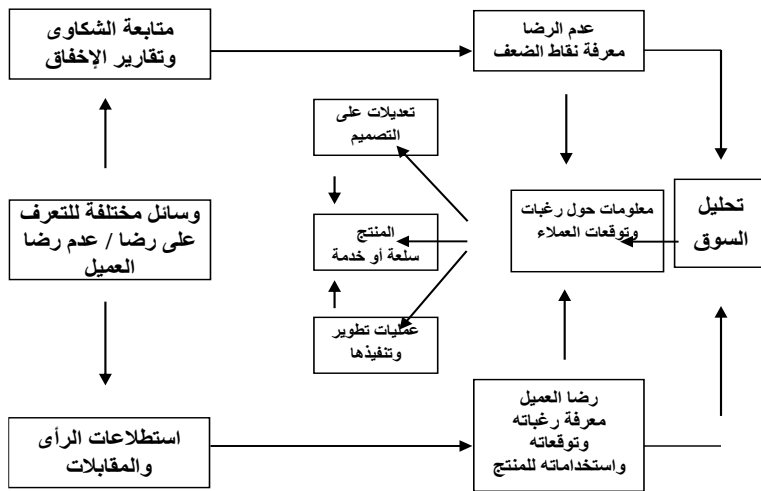 متابعة الشكاوى
وتقارير الإخفاق
عدم الرضا
معرفة نقاط الضعف
تعديلات على
التصميم
وسائل مختلفة للتعرف
على رضا / عدم رضا
العميل
المنتج
سلعة أو خدمة
معلومات حول رغبات
وتوقعات العملاء
تحليل
السوق
عمليات تطوير
وتنفيذها
استطلاعات الرأى
والمقابلات
رضا العميل
معرفة رغباته
وتوقعاته
واستخداماته للمنتج